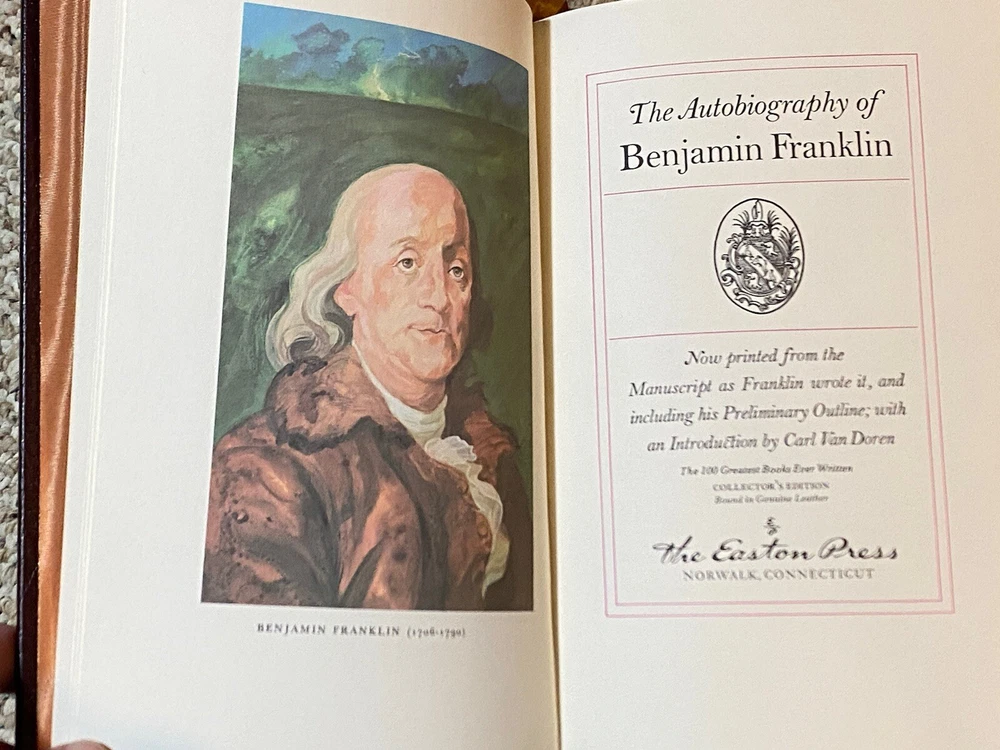 BENJAMIN FRANKLIN (1706-1790)
The Autobiography of
Benjamin Franklin
Now printed from the
Manuscript as Franklin wrote it, and
including his Preliminary Outline; with
an Introduction by Carl Van Doren
The 100 Greatest Books Ever Written
COLLECTOR'S EDITION
Bound in Genuine Leather
The Easton Press
NORWALK, CONNECTICUT